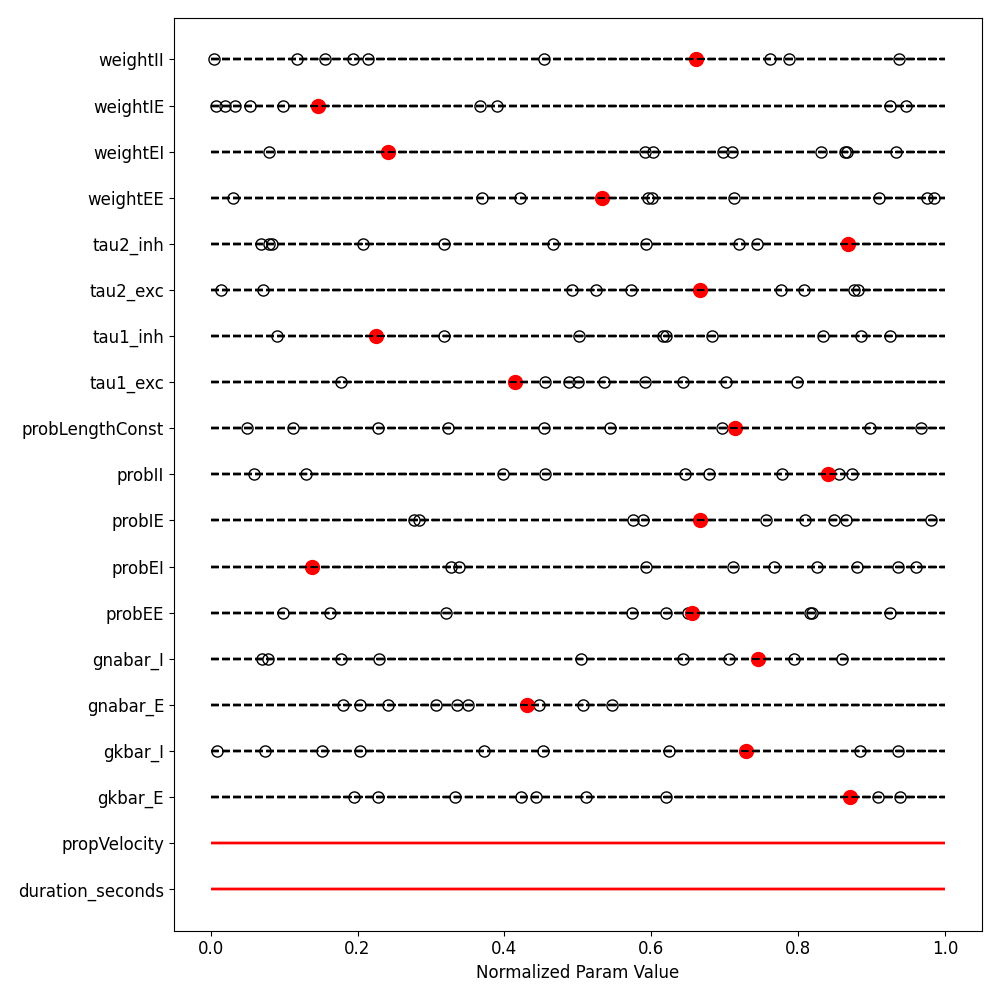 weightII
weightIE
weightEI
weightEE
tau2_inh
tau2_exc
tau1_inh
tau1_exc
probLengthConst
probII
probIE
probEI
probEE
gnabar_I
gnabar_E
gkbar_I
gkbar_E
propVelocity
duration_seconds
0.0 0.2 0.4 0.6 0.8 1.0
Normalized Param Value